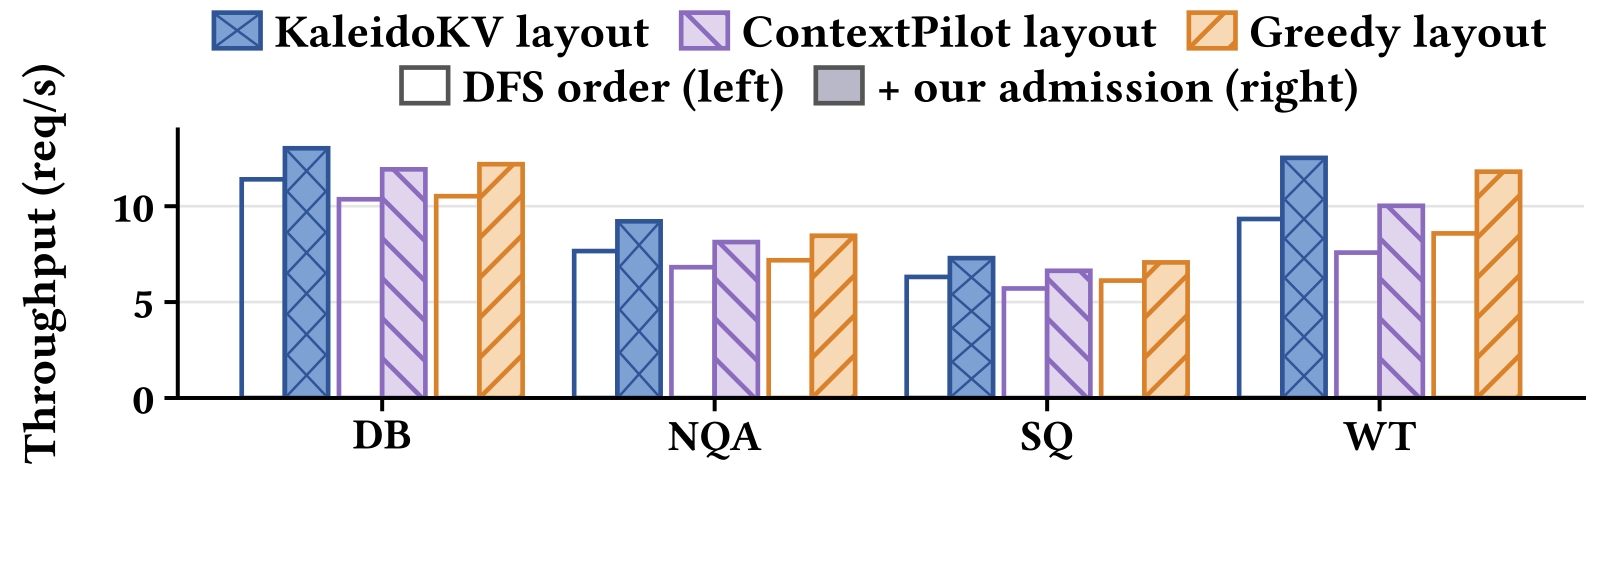 KaleidoKV layout ContextPilot layout Greedy layout
DFS order (left) + our admission (right)
Throughput (req/s)
10
5
0
DB NQA SQ WT